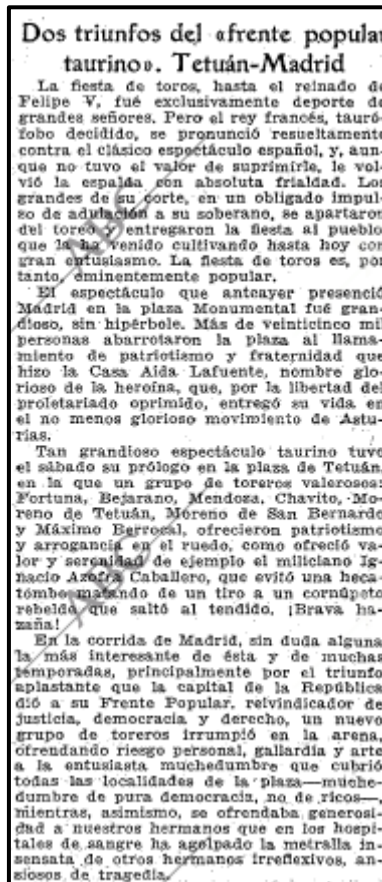 Dos triunfos del «frente popular
taurino». Tetuán-Madrid
La fiesta de toros, hasta el reinado de
Felipe V, fué exclusivamente deporte de
grandes señores. Pero el rey francés, tauró-
fobo decidido, se pronunció resueltamente
contra el clásico espectáculo español, y, aun-
que no tuvo el valor de suprimirle, le vol-
vió la espalda con absoluta frialdad. Los
grandes de su corte, en un obligado impul-
so de adulación a su soberano, se apartaron
del toreo y entregaron la fiesta al pueblo
que la ha venido cultivando hasta hoy con
gran entusiasmo. La fiesta de toros es, por
tanto, eminentemente popular.
El espectáculo que anteayer presenció
Madrid en la plaza Monumental fué gran-
dioso, sin hipérbole. Más de veinticinco mil
personas abarrotaron la plaza al llama-
miento de patriotismo y fraternidad que
hizo la Casa Aida Lafuente, nombre glo-
rioso de la heroína, que, por la libertad del
proletariado oprimido, entregó su vida en
el no menos glorioso movimiento de Astu-
rias.
Tan grandioso espectáculo taurino tuvo
el sábado su prólogo en la plaza de Tetuán,
en la que un grupo de toreros valerosos:
Fortuna, Bejarano, Mendoza, Chavito, Mo-
reno de Tetuán, Moreno de San Bernardo
y Máximo Berrocal, ofrecieron patriotismo
y arrogancia en el ruedo, como ofreció va-
lor y serenidad de ejemplo el miliciano Ig-
nacio Azofra Caballero, que evitó una heca-
tombe matando de un tiro a un cornúpeto
rebelde que saltó al tendido. ¡Brava ha-
zaña!
En la corrida de Madrid, sin duda alguna
la más interesante de ésta y de muchas
temporadas, principalmente por el triunfo
aplastante que la capital de la República
dió a su Frente Popular, reivindicador de
justicia, democracia y derecho, un nuevo
grupo de toreros irrumpió en la arena,
ofrendando riesgo personal, gallardía y arte
a la entusiasta muchedumbre que cubrió
todas las localidades de la plaza—muche-
dumbre de pura democracia, no de ricos—,
mientras, asimismo, se ofrendaba generosi-
dad a nuestros hermanos que en los hospi-
tales de sangre ha agolpado la metralla in-
sensata de otros hermanos irreflexivos, an-
siosos de tragedia.